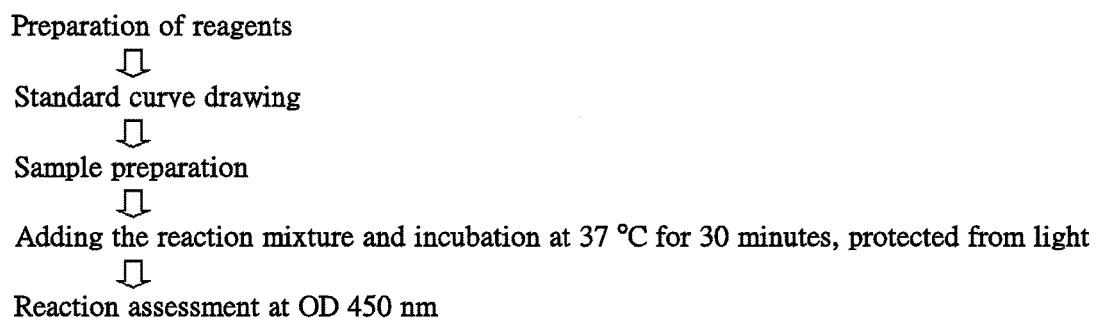 Preparation of reagents
Standard curve drawing
Sample preparation
Adding the reaction mixture and incubation at 37 °C for 30 minutes, protected from light
Reaction assessment at OD 450 nm